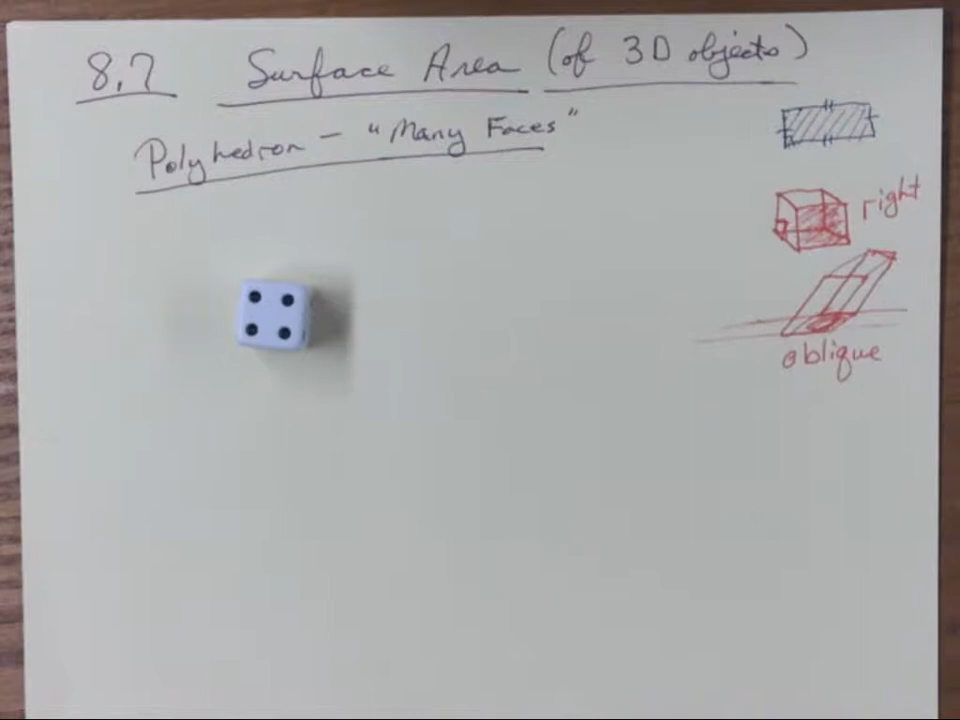 8.7 Surface Area (of 3D objects)
Polyhedron - "Many Faces"
right
oblique